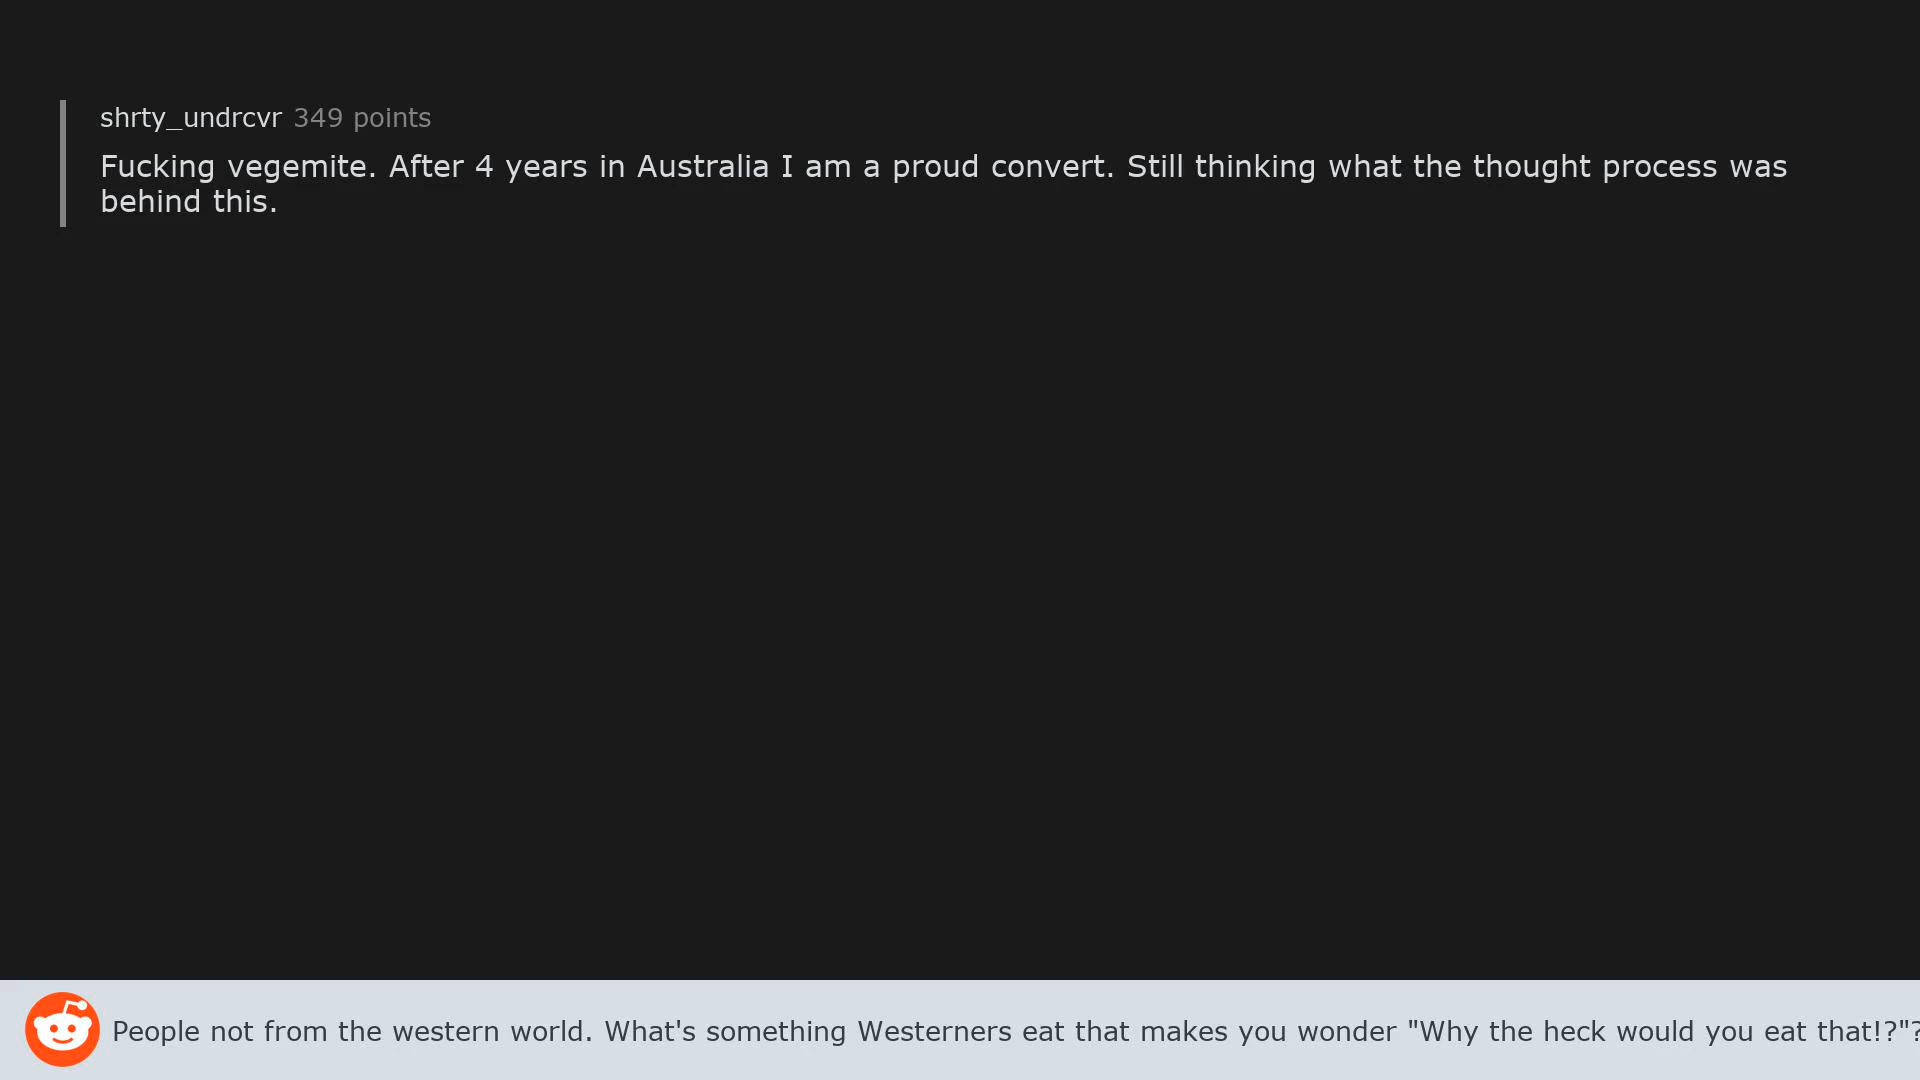 shrty_undrcvr 349 points
Fucking vegemite. After 4 years in Australia I am a proud convert. Still thinking what the thought process was
behind this.
People not from the western world. What's something Westerners eat that makes you wonder "Why the heck would you eat that!?"?